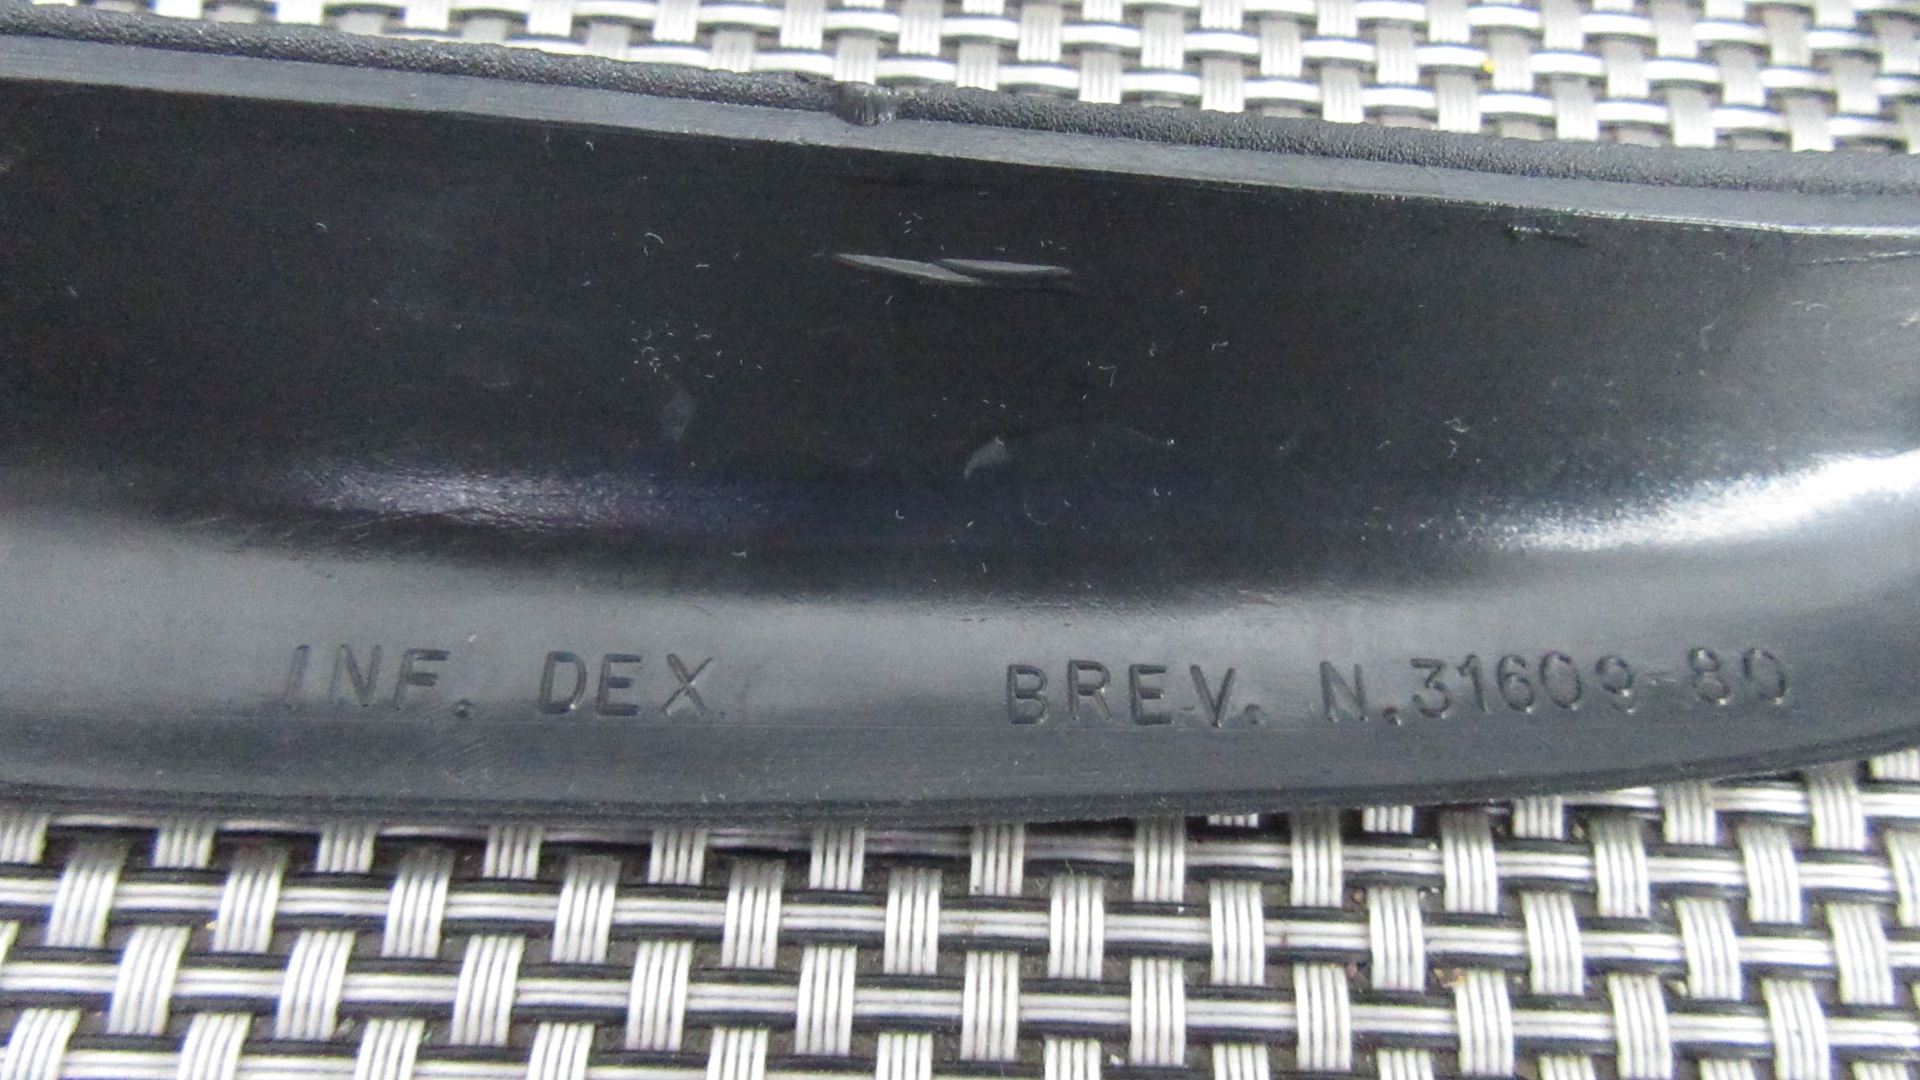 INF. DEX BREV. N.31609-80